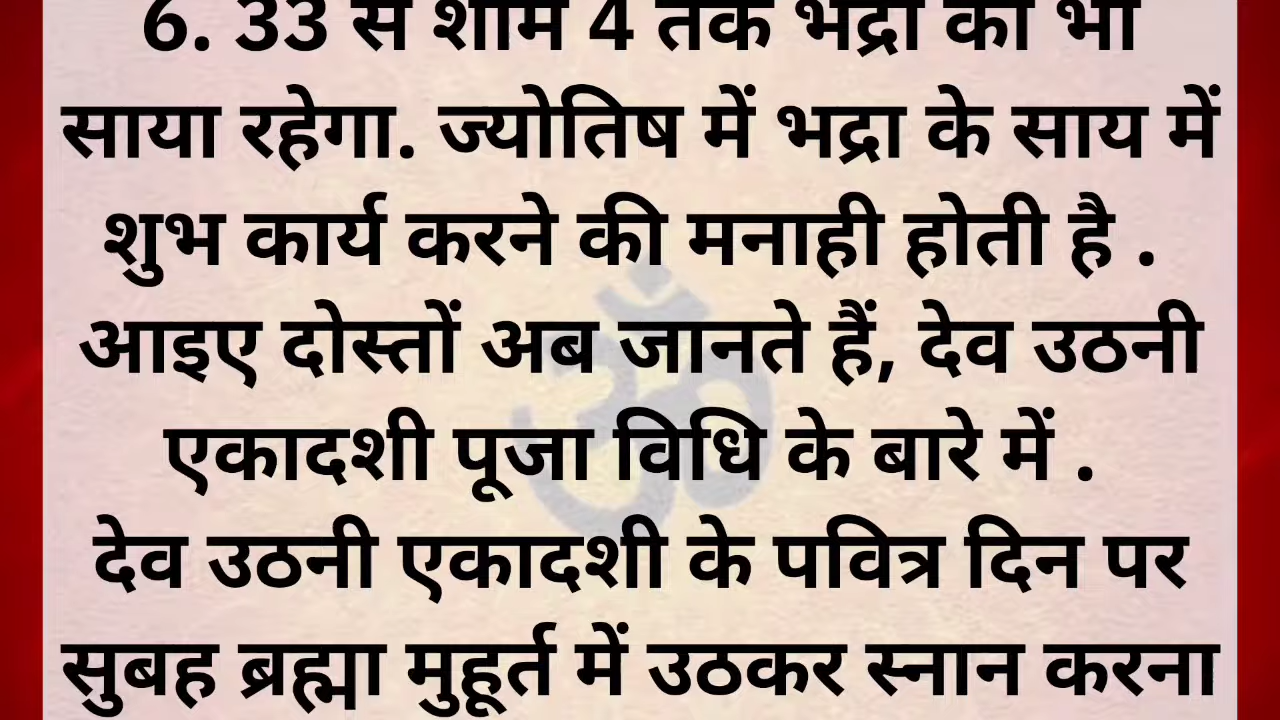 6. 33 से शाम 4 तक भद्रा का भी
साया रहेगा. ज्योतिष में भद्रा के साय में
शुभ कार्य करने की मनाही होती है .
आइए दोस्तों अब जानते हैं, देव उठनी
एकादशी पूजा विधि के बारे में .
देव उठनी एकादशी के पवित्र दिन पर
सुबह ब्रह्मा मुहूर्त में उठकर स्नान करना